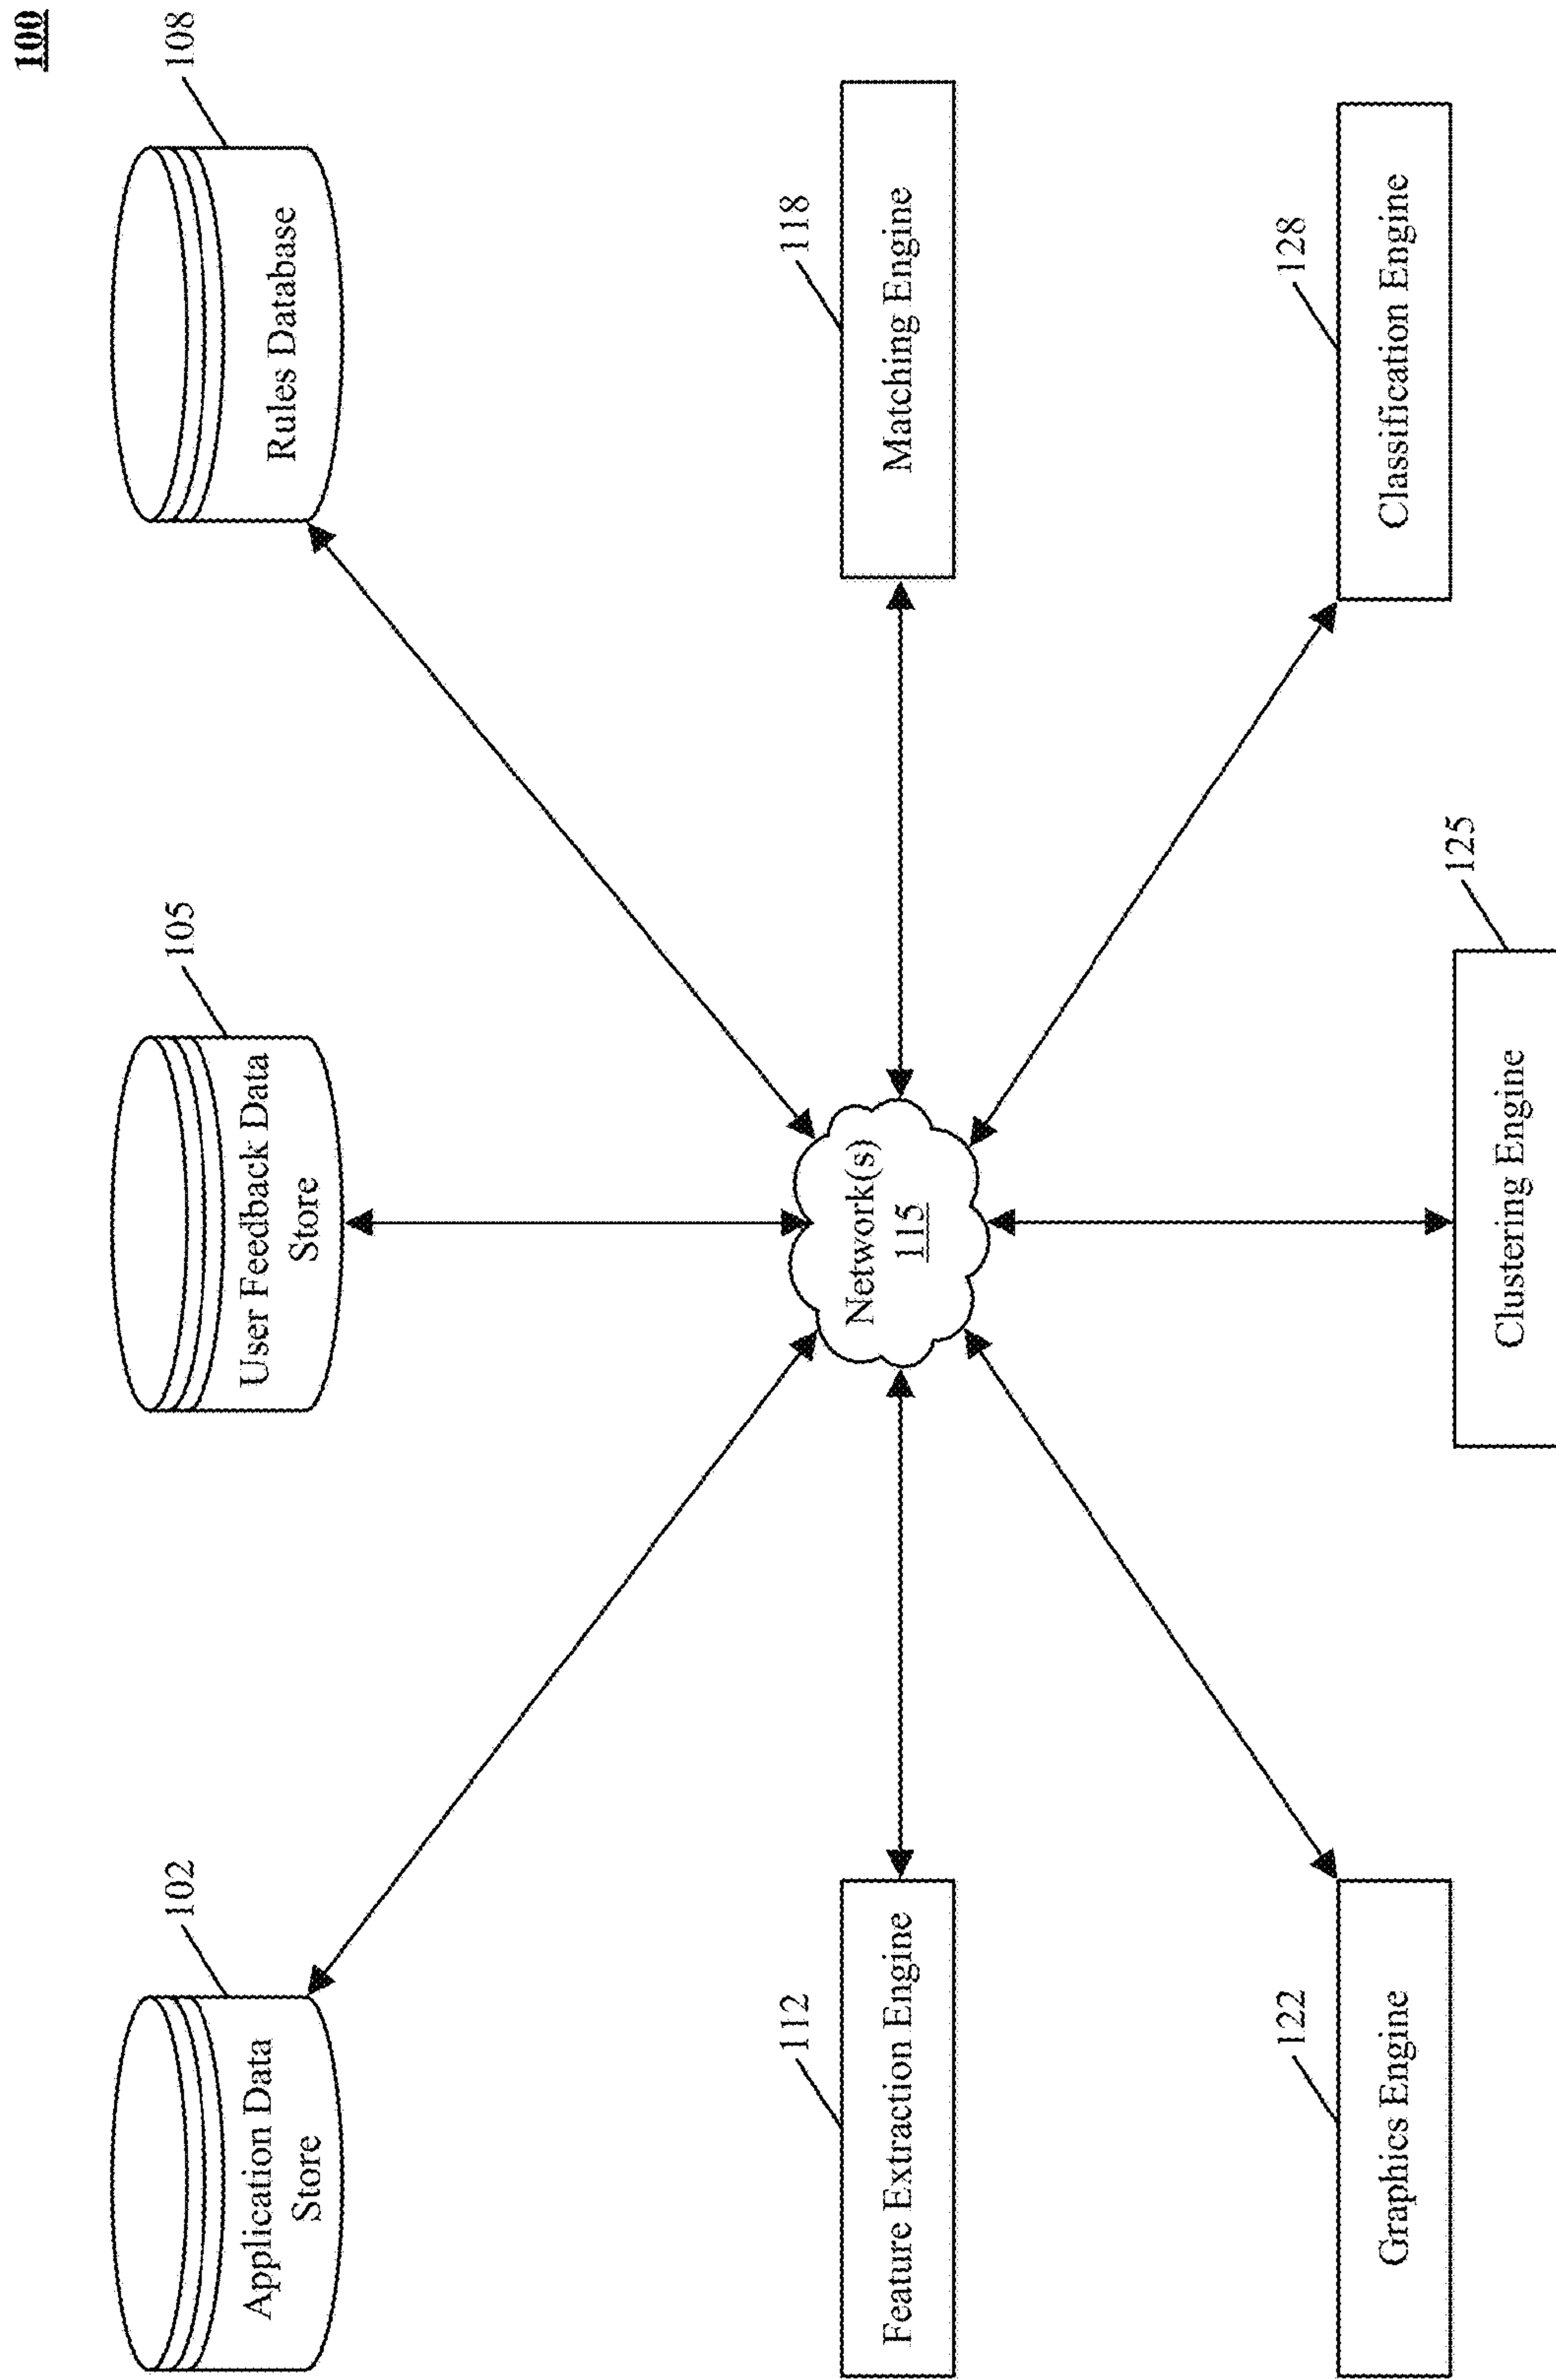 100
102
Application Data
Store
105
User Feedback Data
Store
108
Rules Database
112
Feature Extraction Engine
Network(s)
115
118
Matching Engine
122
Graphics Engine
125
Clustering Engine
128
Classification Engine